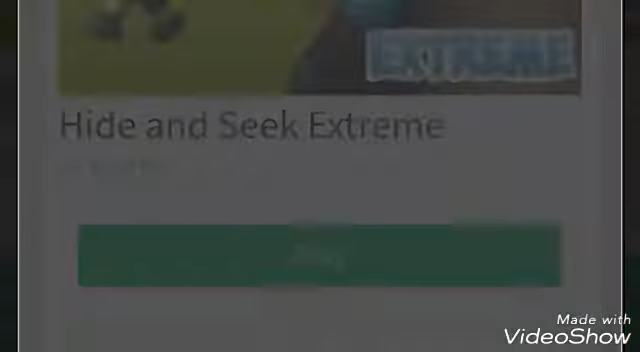 EXTREME
Hide and Seek Extreme
Play
Made with
VideoShow